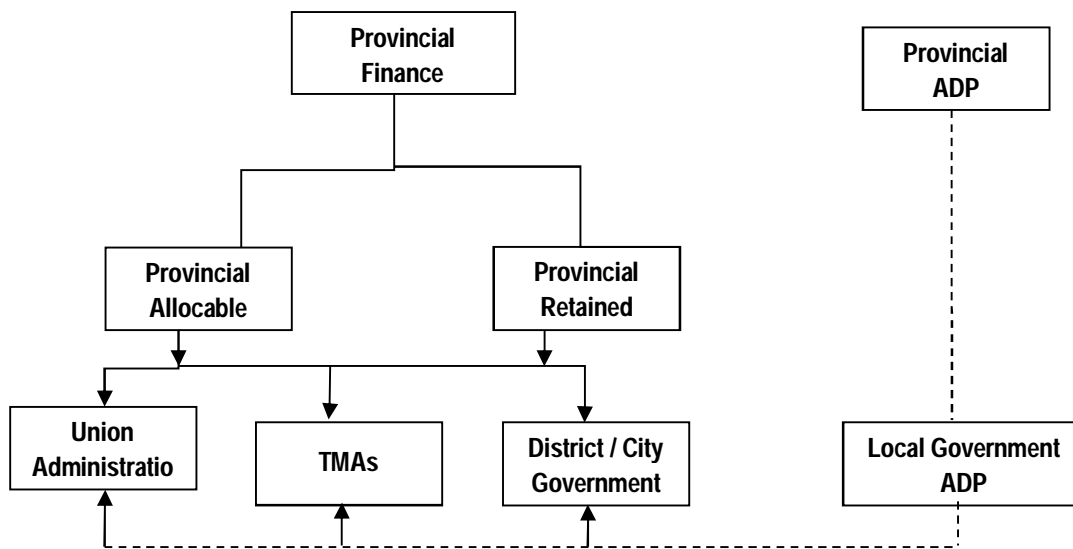 Provincial
Finance
Provincial
ADP
Provincial
Allocable
Provincial
Retained
Union
Administratio
TMAs
District / City
Government
Local Government
ADP